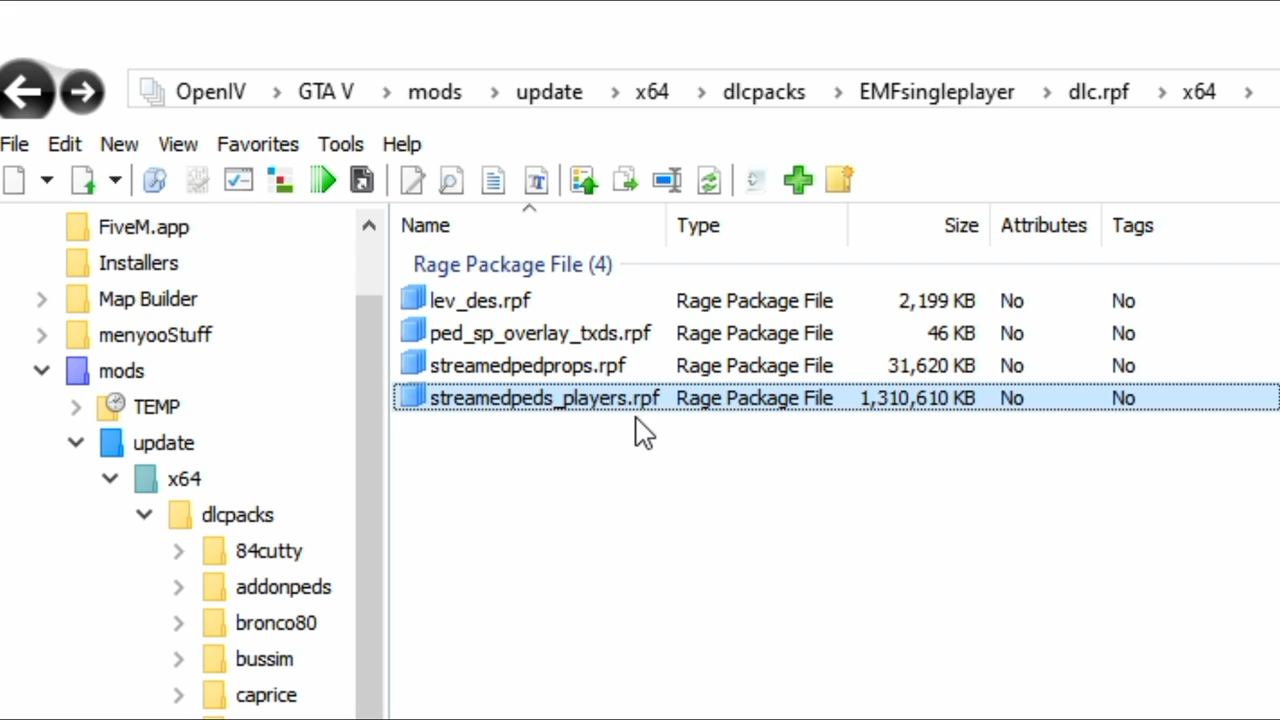 OpenIV > GTA V > mods > update > x64 > dlcpacks > EMFsingleplayer > dlc.rpf > x64 >
File Edit New View Favorites Tools Help
FiveM.app
Installers
Map Builder
menyooStuff
mods
TEMP
update
x64
dlcpacks
84cutty
addonpeds
bronco80
bussim
caprice
Name Type Size Attributes Tags
Rage Package File (4)
lev_des.rpf Rage Package File 2,199 KB No No
ped_sp_overlay_txds.rpf Rage Package File 46 KB No No
streamedpedprops.rpf Rage Package File 31,620 KB No No
streamedpeds_players.rpf Rage Package File 1,310,610 KB No No